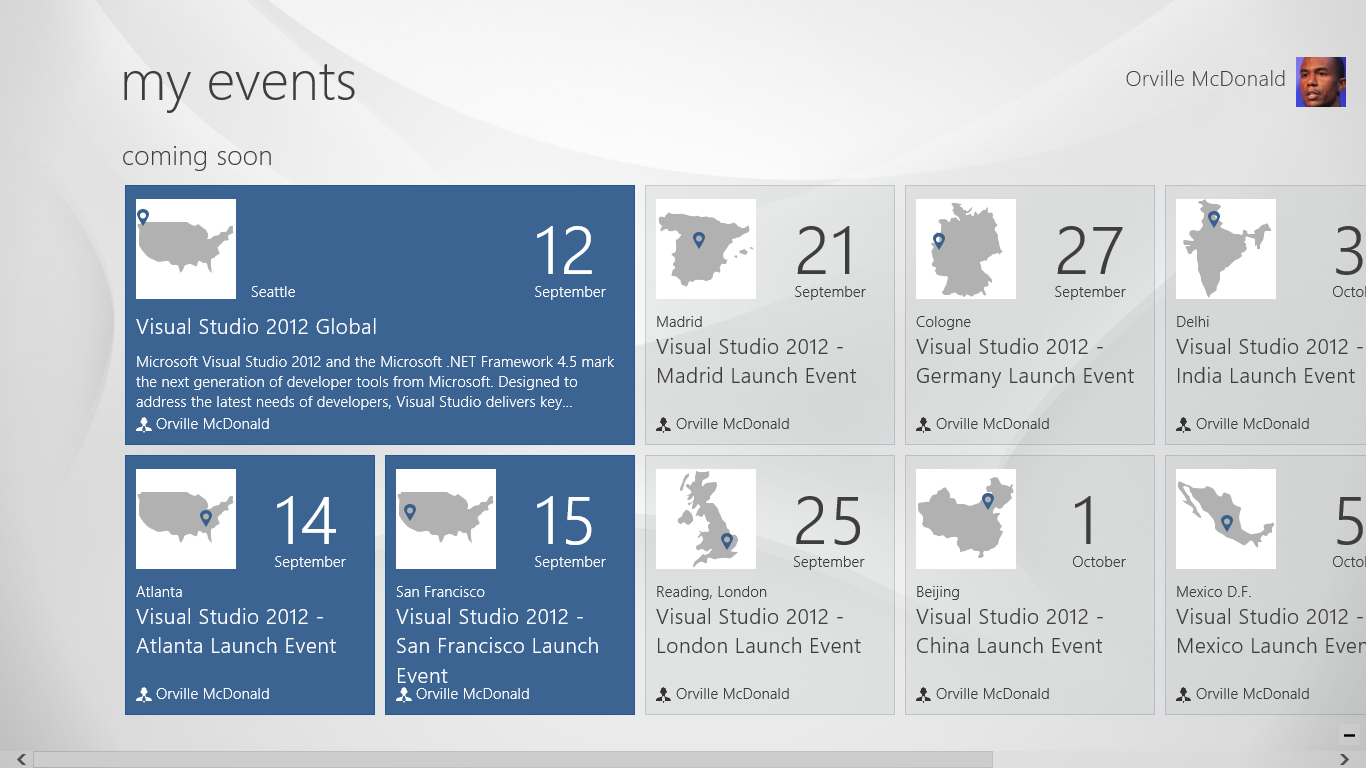 my events
Orville McDonald
coming soon
12
Seattle
September
Visual Studio 2012 Global
Microsoft Visual Studio 2012 and the Microsoft .NET Framework 4.5 mark
the next generation of developer tools from Microsoft. Designed to
address the latest needs of developers, Visual Studio delivers key...
Orville McDonald
21
September
Madrid
Visual Studio 2012 -
Madrid Launch Event
Orville McDonald
27
September
Cologne
Visual Studio 2012 -
Germany Launch Event
Orville McDonald
3
Octo
Delhi
Visual Studio 2012 -
India Launch Event
Orville McDonald
14
September
Atlanta
Visual Studio 2012 -
Atlanta Launch Event
Orville McDonald
15
September
San Francisco
Visual Studio 2012 -
San Francisco Launch
Event
Orville McDonald
25
September
Reading, London
Visual Studio 2012 -
London Launch Event
Orville McDonald
1
October
Beijing
Visual Studio 2012 -
China Launch Event
Orville McDonald
5
Octo
Mexico D.F.
Visual Studio 2012 -
Mexico Launch Even
Orville McDonald